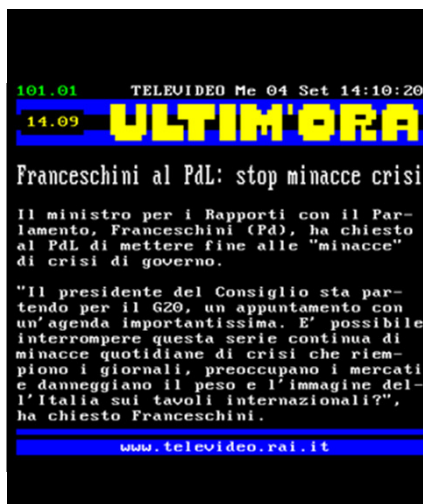 101.01 TELEVIDEO Me 04 Set 14:10:20
14.09 ULTIM'ORA
Franceschini al PdL: stop minacce crisi
Il ministro per i Rapporti con il Par-
lamento, Franceschini (Pd), ha chiesto
al PdL di mettere fine alle "minacce"
di crisi di governo.
"Il presidente del Consiglio sta par-
tendo per il G20, un appuntamento con
un'agenda importantissima. E' possibile
interrompere questa serie continua di
minacce quotidiane di crisi che riem-
piono i giornali, preoccupano i mercati
e danneggiano il peso e l'immagine del-
l'Italia sui tavoli internazionali?",
ha chiesto Franceschini.
www.televideo.rai.it